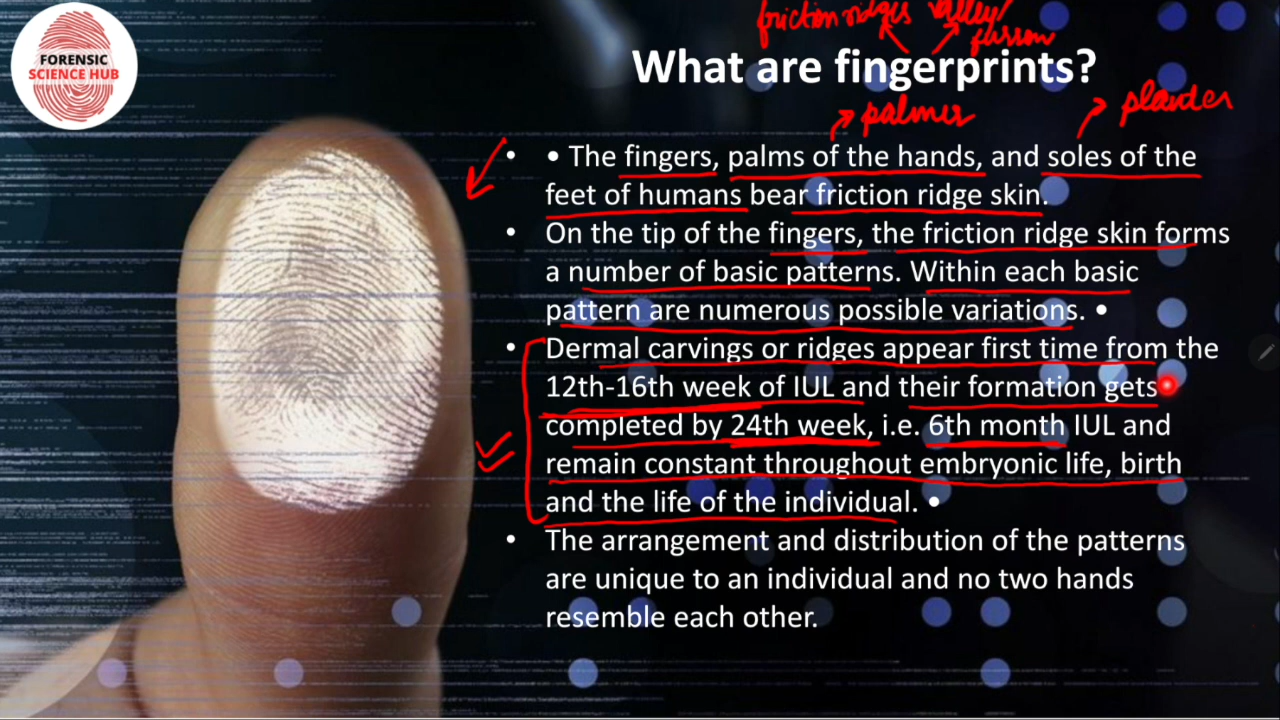 friction ridges valley/
furrow
FORENSIC
SCIENCE HUB
What are fingerprints?
palmer
planter
• • The fingers, palms of the hands, and soles of the
feet of humans bear friction ridge skin.
• On the tip of the fingers, the friction ridge skin forms
a number of basic patterns. Within each basic
pattern are numerous possible variations. •
• Dermal carvings or ridges appear first time from the
12th-16th week of IUL and their formation gets
completed by 24th week, i.e. 6th month IUL and
remain constant throughout embryonic life, birth
and the life of the individual. •
• The arrangement and distribution of the patterns
are unique to an individual and no two hands
resemble each other.